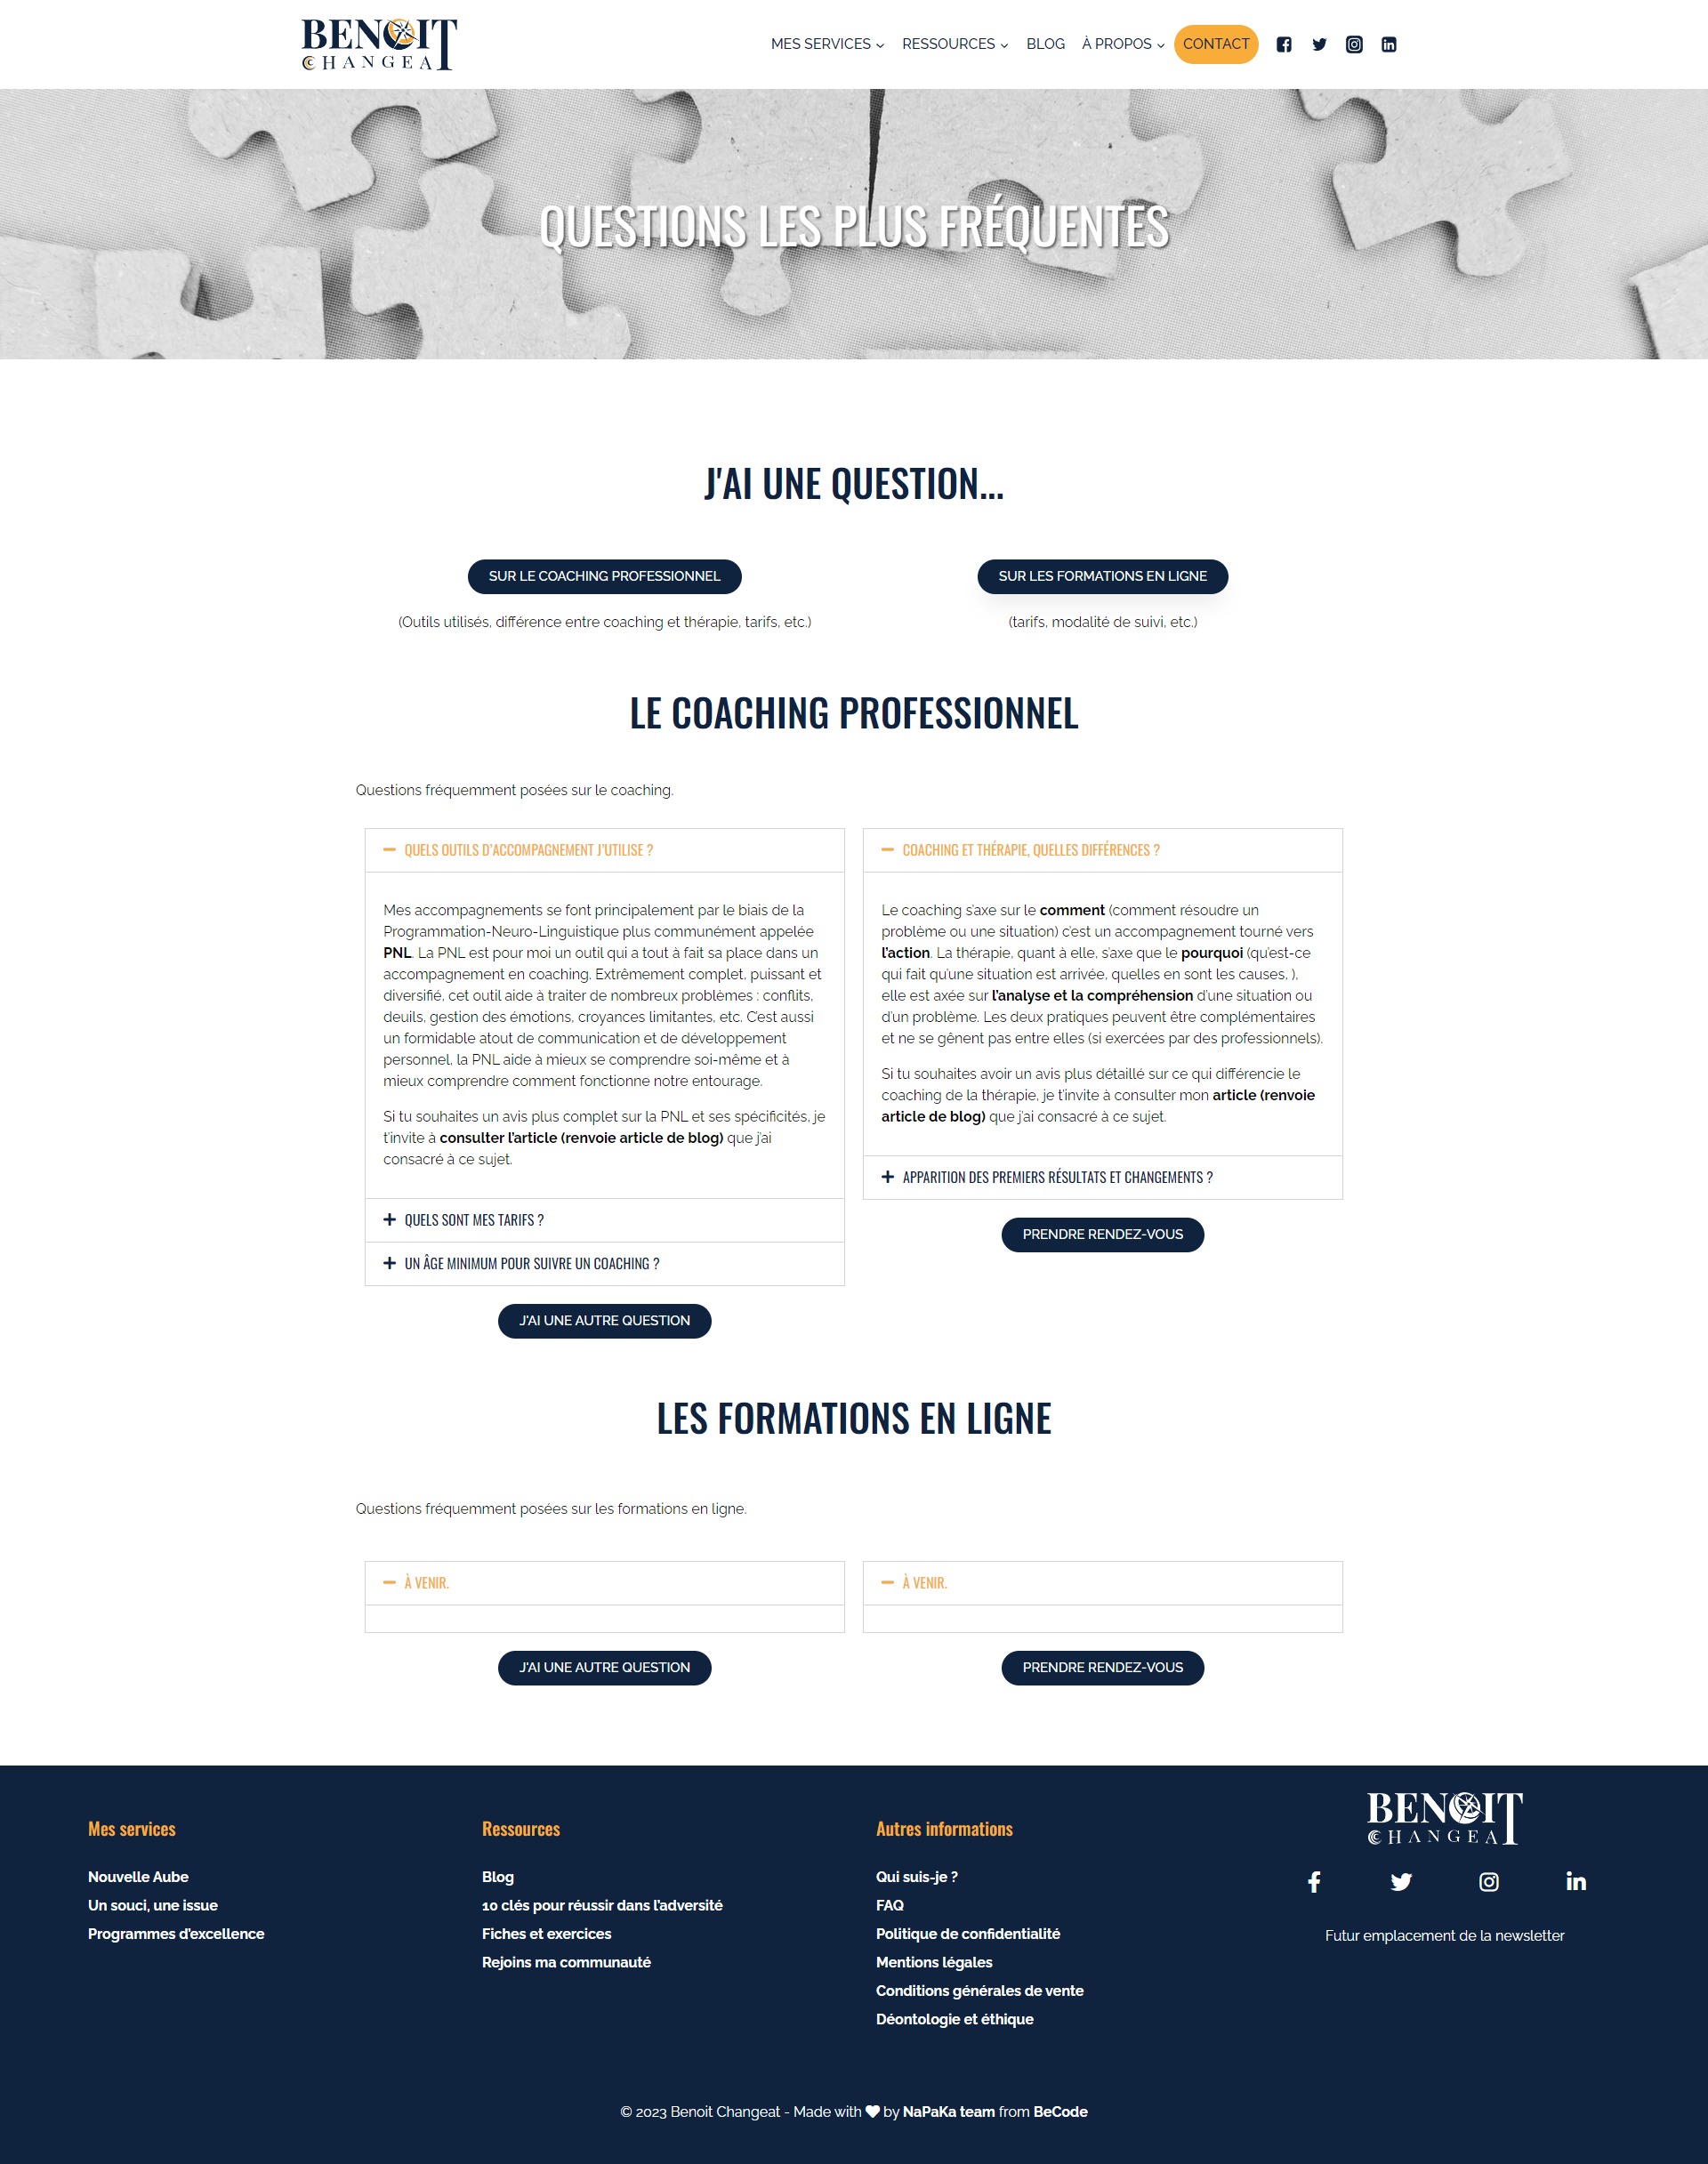 BENOIT
CHANGEAT
MES SERVICES
RESSOURCES
BLOG
À PROPOS
CONTACT
QUESTIONS LES PLUS FRÉQUENTES
J'AI UNE QUESTION...
SUR LE COACHING PROFESSIONNEL
(Outils utilisés, différence entre coaching et thérapie, tarifs, etc.)
SUR LES FORMATIONS EN LIGNE
(tarifs, modalité de suivi, etc.)
LE COACHING PROFESSIONNEL
Questions fréquemment posées sur le coaching.
QUELS OUTILS D'ACCOMPAGNEMENT J'UTILISE ?
Mes accompagnements se font principalement par le biais de la
Programmation-Neuro-Linguistique plus communément appelée
PNL. La PNL est pour moi un outil qui a tout à fait sa place dans un
accompagnement en coaching. Extrêmement complet, puissant et
diversifié, cet outil aide à traiter de nombreux problèmes : conflits,
deuils, gestion des émotions, croyances limitantes, etc. C'est aussi
un formidable atout de communication et de développement
personnel, la PNL aide à mieux se comprendre soi-même et à
mieux comprendre comment fonctionne notre entourage.
Si tu souhaites un avis plus complet sur la PNL et ses spécificités, je
t'invite à consulter l'article (renvoie article de blog) que j'ai
consacré à ce sujet.
QUELS SONT MES TARIFS ?
UN ÂGE MINIMUM POUR SUIVRE UN COACHING ?
J'AI UNE AUTRE QUESTION
COACHING ET THÉRAPIE, QUELLES DIFFÉRENCES ?
Le coaching s'axe sur le comment (comment résoudre un
problème ou une situation) c'est un accompagnement tourné vers
l'action. La thérapie, quant à elle, s'axe que le pourquoi (qu'est-ce
qui fait qu'une situation est arrivée, quelles en sont les causes, ),
elle est axée sur l'analyse et la compréhension d'une situation ou
d'un problème. Les deux pratiques peuvent être complémentaires
et ne se gênent pas entre elles (si exercées par des professionnels).
Si tu souhaites avoir un avis plus détaillé sur ce qui différencie le
coaching de la thérapie, je t'invite à consulter mon article (renvoie
article de blog) que j'ai consacré à ce sujet.
APPARITION DES PREMIERS RÉSULTATS ET CHANGEMENTS ?
PRENDRE RENDEZ-VOUS
LES FORMATIONS EN LIGNE
Questions fréquemment posées sur les formations en ligne.
À VENIR.
J'AI UNE AUTRE QUESTION
À VENIR.
PRENDRE RENDEZ-VOUS
Mes services
Nouvelle Aube
Un souci, une issue
Programmes d'excellence
Ressources
Blog
10 clés pour réussir dans l'adversité
Fiches et exercices
Rejoins ma communauté
Autres informations
Qui suis-je ?
FAQ
Politique de confidentialité
Mentions légales
Conditions générales de vente
Déontologie et éthique
BENOIT
CHANGEAT
Futur emplacement de la newsletter
© 2023 Benoit Changeat - Made with ♥ by NaPaKa team from BeCode